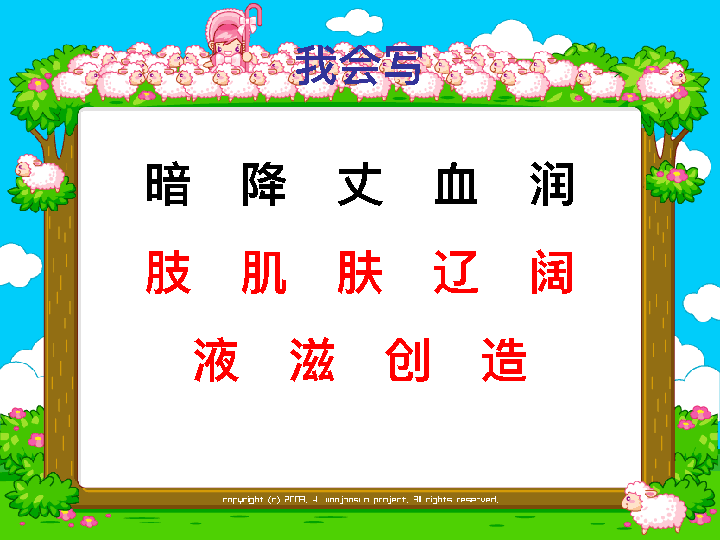 我会写
暗 降 丈 血 润
肢 肌 肤 辽 阔
液 滋 创 造
copyright (c) 2003. project. All rights reserved.